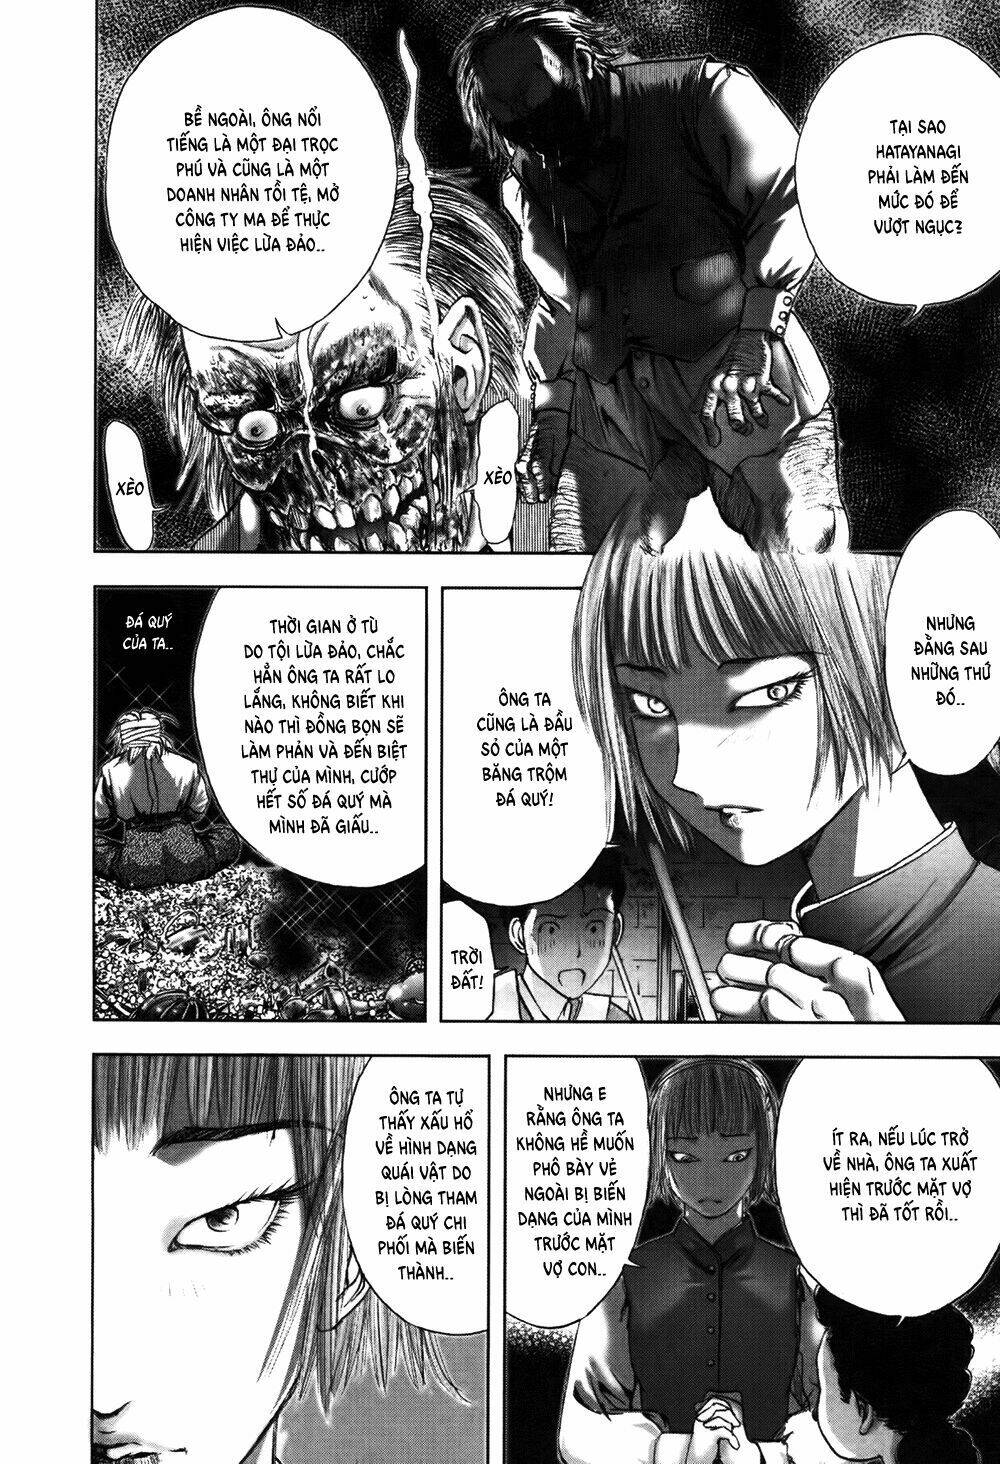 TẠI SAO
HATAYANAGI
PHẢI LÀM ĐẾN
MỨC ĐÓ ĐỂ
VƯỢT NGỤC?
BỀ NGOÀI, ÔNG NỔI
TIẾNG LÀ MỘT ĐẠI TRỌC
PHÚ VÀ CŨNG LÀ MỘT
DOANH NHÂN TỒI TỆ, MỞ
CÔNG TY MA ĐỂ THỰC
HIỆN VIỆC LỪA ĐẢO..
XÈO
XÈO
NHƯNG
ĐẰNG SAU
NHỮNG THỨ
ĐÓ..
ÔNG TA
CŨNG LÀ ĐẦU
SỎ CỦA MỘT
BĂNG TRỘM
ĐÁ QUÝ!
TRỜI
ĐẤT!
THỜI GIAN Ở TÙ
DO TỘI LỪA ĐẢO, CHẮC
HẲN ÔNG TA RẤT LO
LẮNG, KHÔNG BIẾT KHI
NÀO THÌ ĐỒNG BỌN SẼ
LÀM PHẢN VÀ ĐẾN BIỆT
THỰ CỦA MÌNH, CƯỚP
HẾT SỐ ĐÁ QUÝ MÀ
MÌNH ĐÃ GIẤU..
ĐÁ QUÝ
CỦA TA..
ÍT RA, NẾU LÚC TRỞ
VỀ NHÀ, ÔNG TA XUẤT
HIỆN TRƯỚC MẶT VỢ
THÌ ĐÃ TỐT RỒI..
NHƯNG E
RẰNG ÔNG TA
KHÔNG HỀ MUỐN
PHÔ BÀY VẺ
NGOÀI BỊ BIẾN
DẠNG CỦA MÌNH
TRƯỚC MẶT
VỢ CON..
ÔNG TA TỰ
THẤY XẤU HỔ
VỀ HÌNH DẠNG
QUÁI VẬT DO
BỊ LÒNG THAM
ĐÁ QUÝ CHI
PHỐI MÀ BIẾN
THÀNH..